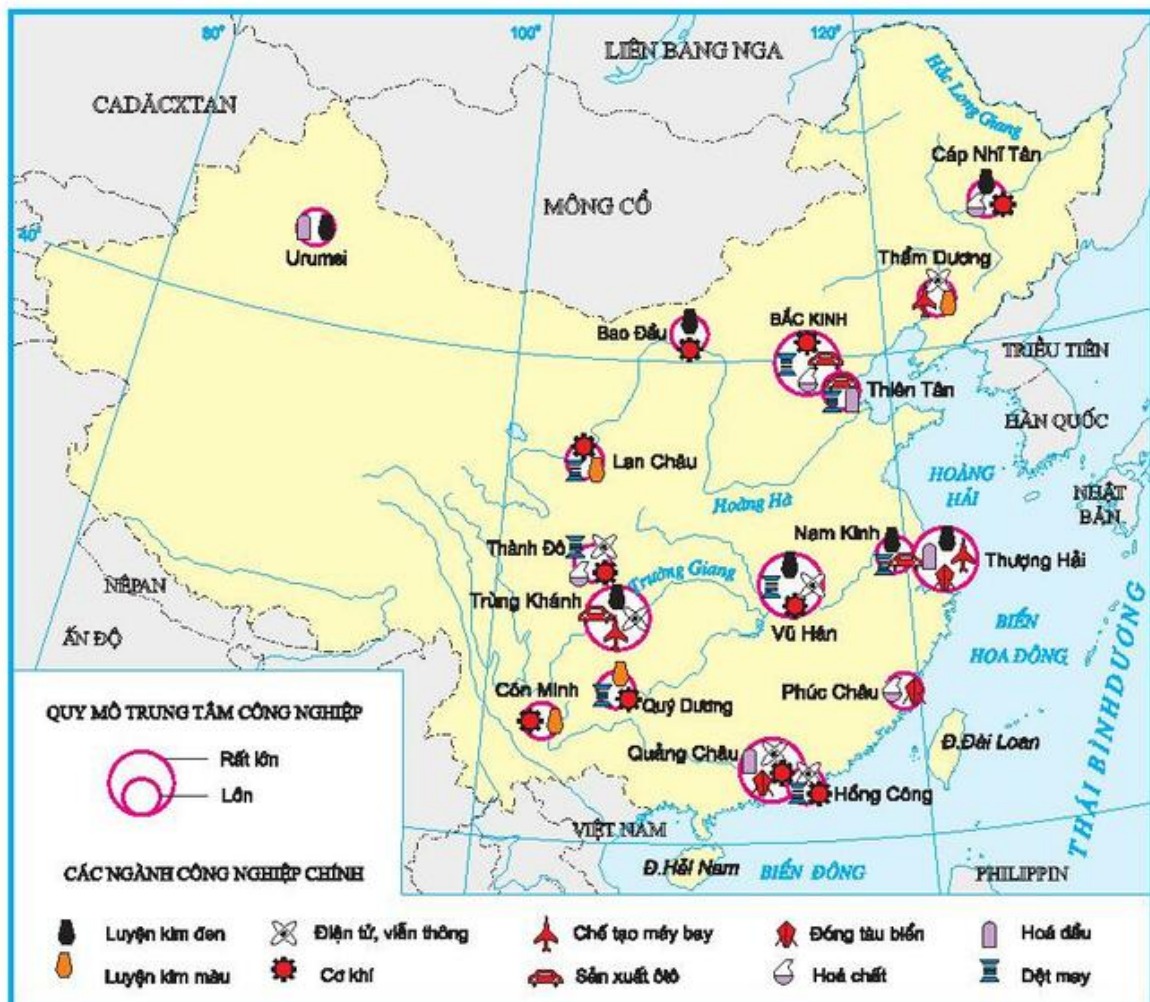 80°
100°
120°
LIÊN BANG NGA
CADĂCXTAN
Hắc Long Giang
Cáp Nhĩ Tân
MÔNG CỔ
40°
Urumsi
Thẩm Dương
Bao Đầu
BẮC KINH
TRIỀU TIÊN
Thiên Tân
HÀN QUỐC
Lan Châu
HOÀNG
HẢI
NHẬT
BẢN
Hoàng Hà
Nam Kinh
Thành Đô
Thượng Hải
Trường Giang
NÊPAN
Trùng Khánh
Vũ Hán
BIỂN
HOA ĐÔNG
ẤN ĐỘ
THÁI BÌNH DƯƠNG
Côn Minh
Quý Dương
Phúc Châu
QUY MÔ TRUNG TÂM CÔNG NGHIỆP
Rất lớn
Lớn
Quảng Châu
Đ.Đài Loan
Hồng Công
VIỆT NAM
Đ.Hải Nam
BIỂN ĐÔNG
PHILIPPIN
CÁC NGÀNH CÔNG NGHIỆP CHÍNH
Luyện kim đen
Điện tử, viễn thông
Chế tạo máy bay
Đóng tàu biển
Hoá dầu
Luyện kim màu
Cơ khí
Sản xuất ôtô
Hoá chất
Dệt may